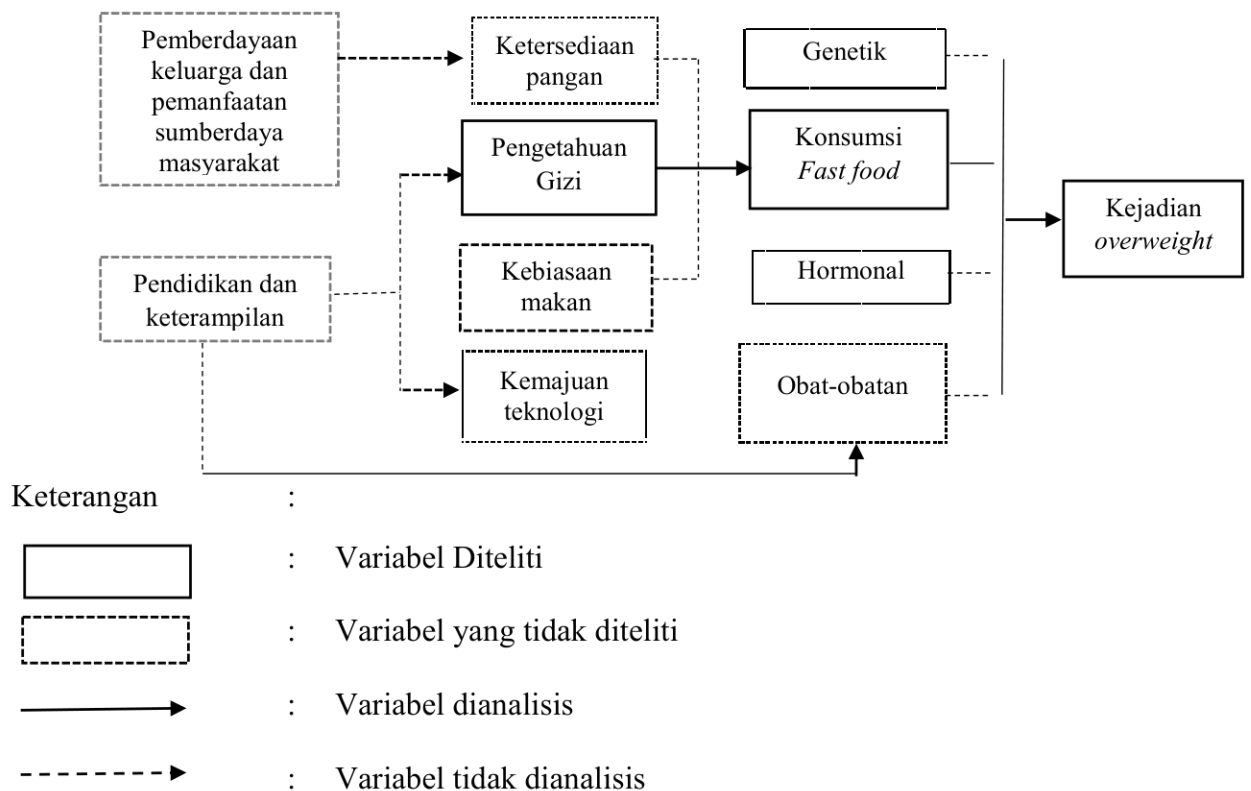 Pemberdayaan
keluarga dan
pemanfaatan
sumberdaya
masyarakat
Ketersediaan
pangan
Genetik
Pengetahuan
Gizi
Konsumsi
Fast food
Kejadian
overweight
Pendidikan dan
keterampilan
Kebiasaan
makan
Hormonal
Kemajuan
teknologi
Obat-obatan
Keterangan :
: Variabel Diteliti
: Variabel yang tidak diteliti
: Variabel dianalisis
: Variabel tidak dianalisis